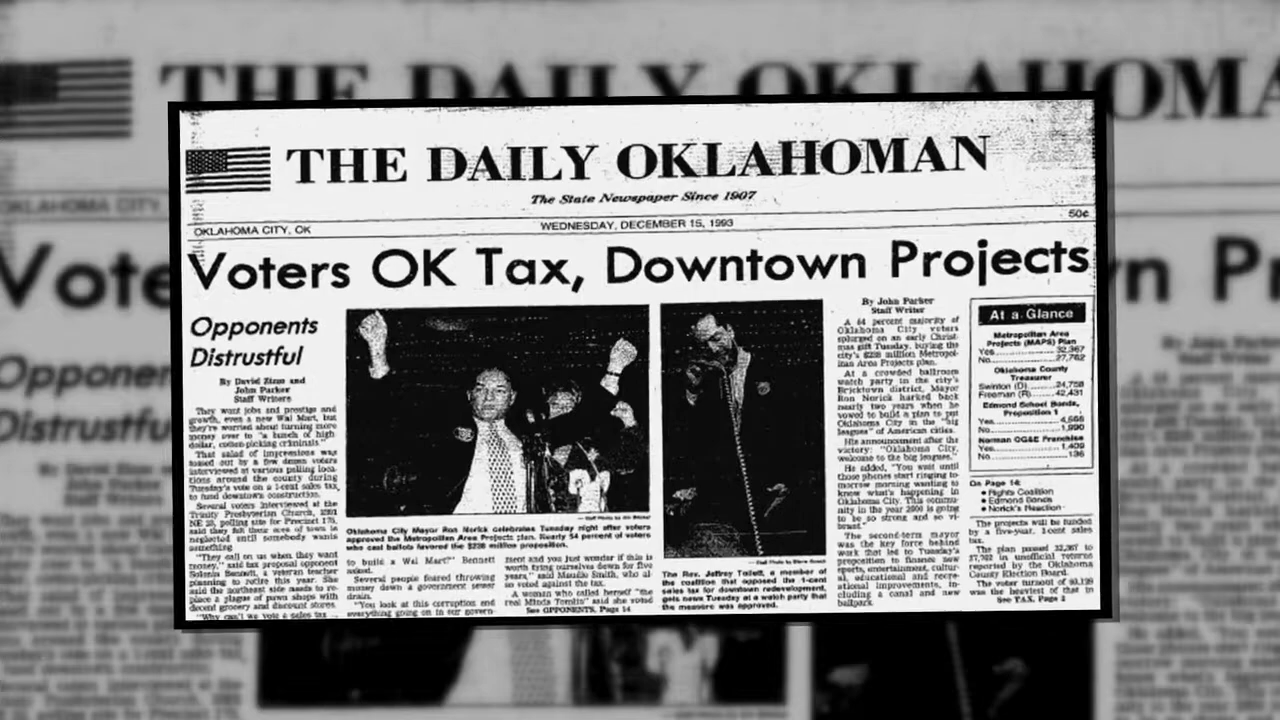 THE DAILY OKLAHOMAN
The State Newspaper Since 1907
OKLAHOMA CITY, OK
WEDNESDAY, DECEMBER 15, 1993
50¢
Voters OK Tax, Downtown Projects
Opponents
Distrustful
By David Zizzo and
John Parker
Staff Writers
They want jobs and prestige and
growth, even a new Wal Mart, but
they're worried about turning more
money over to "a bunch of high-
dollar, cotton-picking criminals."
That salad of impressions was
tossed out by a few dozen voters
interviewed at various polling loca-
tions around the county during
Tuesday's vote on a 1-cent sales tax,
to fund downtown construction.
Several voters interviewed at the
Trinity Presbyterian Church,
NE 23, polling site for Precinct 175,
said they felt their area of town is
neglected until somebody wants
something.
"They call on us when they want
money," said tax proposal opponent
Bennett, a veteran teacher
planning to retire this year. She
said the northeast side needs to re-
place a plague of pawn shops with
decent grocery and discount stores.
"Why can't we vote a sales tax
Oklahoma City Mayor Ron Norick celebrates Tuesday night after voters
approved the Metropolitan Area Projects plan. Nearly 54 percent of voters
who cast ballots favored the $238 million proposition.
to build a Wal Mart?" Bennett
asked.
Several people feared throwing
money down a government sewer
drain.
"You look at this corruption and
everything going on in our govern-
ment and you just wonder if this is
worth tying ourselves down for five
years," said Maudie Smith, who al-
so voted against the tax.
A woman who called herself "the
real Minda Tomlin" said she voted
See OPPONENTS, Page 14
The Rev. Jeffrey Tollett, a member of
the coalition that opposed the 1-cent
sales tax for downtown redevelopment,
gets news Tuesday at a watch party that
the measure was approved.
By John Parker
Staff Writer
A 54 percent majority of
Oklahoma City voters
splurged on an early Christ-
mas gift Tuesday, buying the
city's $238 million Metropol-
itan Area Projects plan.
At a crowded ballroom
watch party in the city's
Bricktown district, Mayor
Ron Norick harked back
nearly two years when he
vowed to build a plan to put
Oklahoma City in the "big
leagues" of American cities.
His announcement after the
victory: "Oklahoma City,
welcome to the big leagues."
He added, "You wait until
those phones start ringing to-
morrow morning wanting to
know what's happening in
Oklahoma City. This commu-
nity in the year 2000 is going
to be so strong and so vi-
brant."
The second-term mayor
was the key force behind
work that led to Tuesday's
proposition to finance new
sports, entertainment, cultur-
al, educational and recre-
ational improvements, in-
cluding a canal and new
ballpark.
At a Glance
Metropolitan Area
Projects (MAPS) Plan
Yes 32,367
No 27,762
Oklahoma County
Treasurer
Swinton (D) 24,758
Freeman (R) 42,431
Edmond School Bonds,
Proposition 1
Yes 4,666
No 1,990
Norman OG&E Franchise
Yes 1,409
No 136
On Page 14:
• Rights Coalition
• Edmond Bonds
• Norick's Reaction
The projects will be funded
by a five-year, 1-cent sales
tax.
The plan passed 32,367 to
27,762 in unofficial returns
reported by the Oklahoma
County Election Board.
The voter turnout of 60,129
was the heaviest of that in
See TAX, Page 2